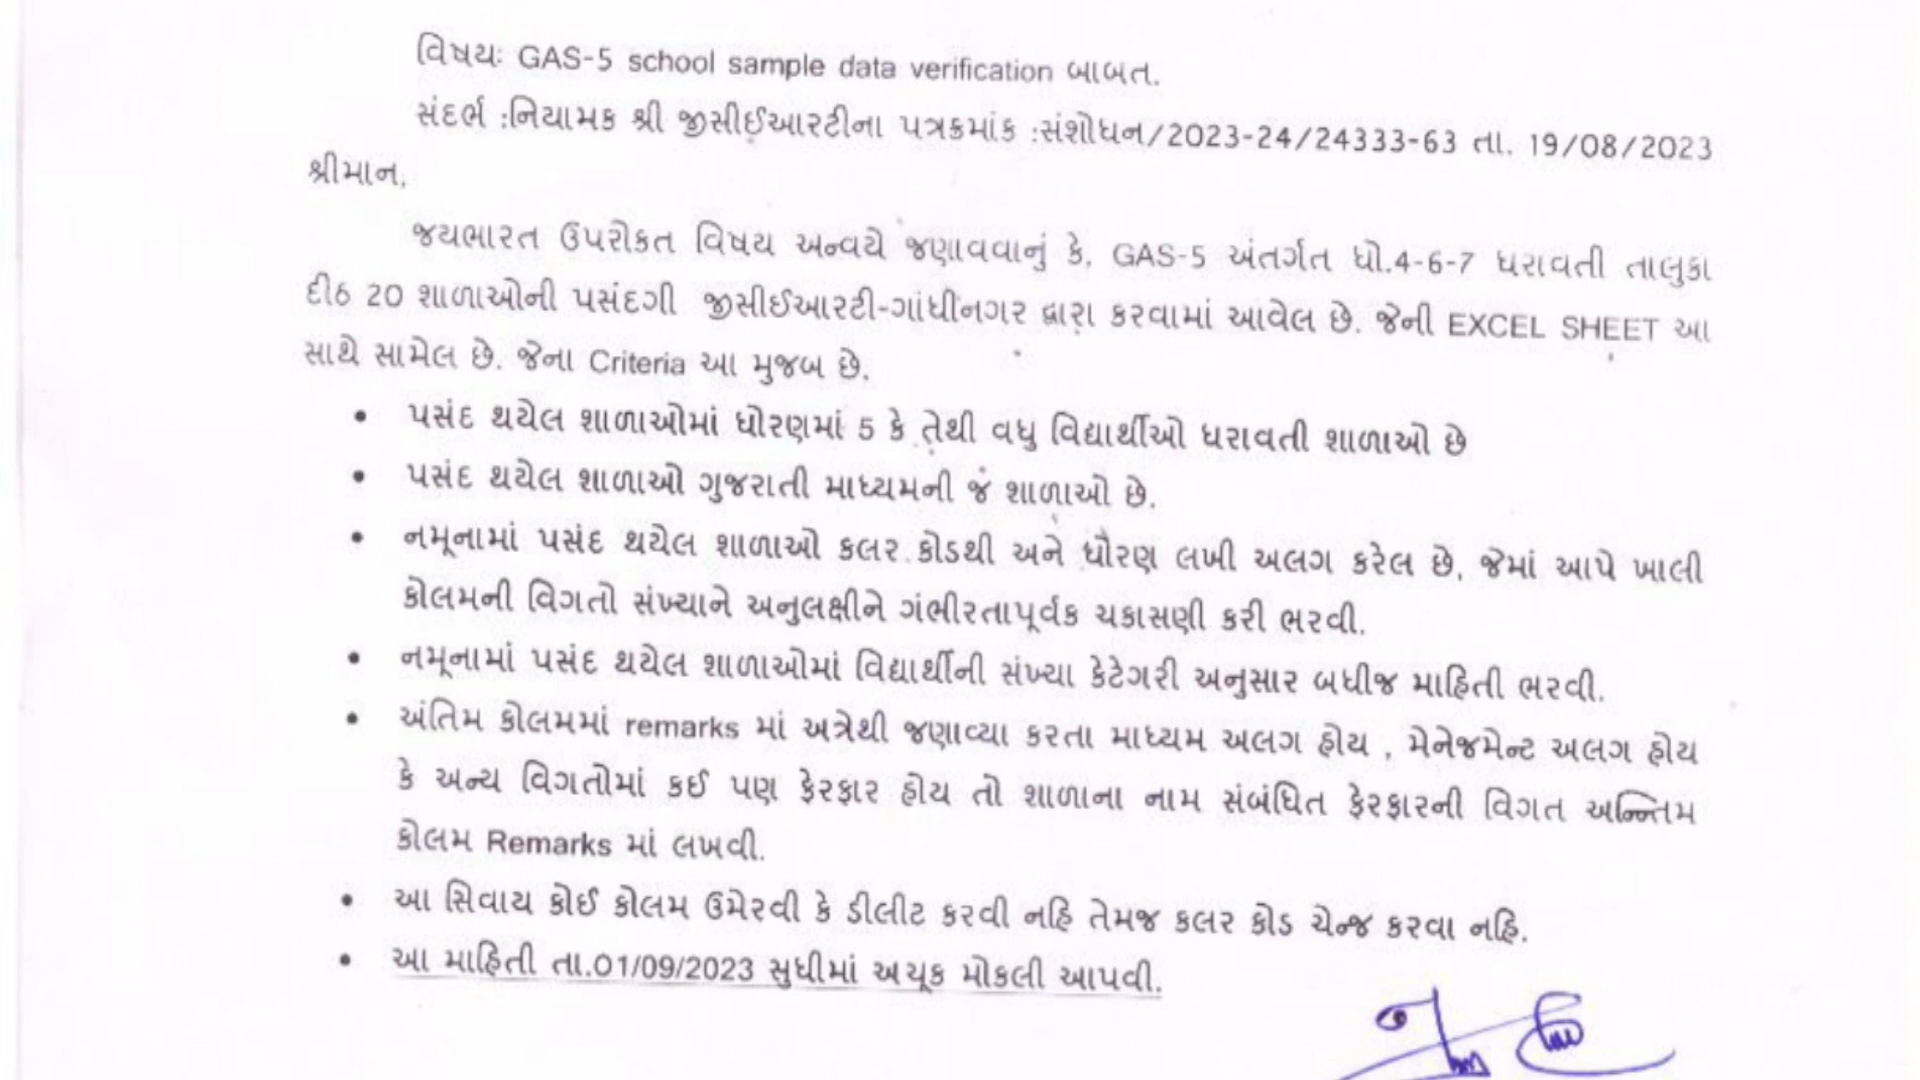 વિષયઃ GAS-5 school sample data verification બાબત.
સંદર્ભ :નિયામક શ્રી જીસીઈઆરટીના પત્રક્રમાંક :સંશોધન/2023-24/24333-63 તા. 19/08/2023
શ્રીમાન,
જયભારત ઉપરોકત વિષય અન્વયે જણાવવાનું કે, GAS-5 અંતર્ગત ધો.4-6-7 ધરાવતી તાલુકા
દીઠ 20 શાળાઓની પસંદગી જીસીઈઆરટી-ગાંધીનગર દ્વારા કરવામાં આવેલ છે. જેની EXCEL SHEET આ
સાથે સામેલ છે. જેના Criteria આ મુજબ છે.
• પસંદ થયેલ શાળાઓમાં ધોરણમાં 5 કે તેથી વધુ વિદ્યાર્થીઓ ધરાવતી શાળાઓ છે
• પસંદ થયેલ શાળાઓ ગુજરાતી માધ્યમની જ શાળાઓ છે.
• નમૂનામાં પસંદ થયેલ શાળાઓ કલર કોડથી અને ધોરણ લખી અલગ કરેલ છે, જેમાં આપે ખાલી
કોલમની વિગતો સંખ્યાને અનુલક્ષીને ગંભીરતાપૂર્વક ચકાસણી કરી ભરવી.
• નમૂનામાં પસંદ થયેલ શાળાઓમાં વિદ્યાર્થીની સંખ્યા કેટેગરી અનુસાર બધીજ માહિતી ભરવી.
• અંતિમ કોલમમાં remarks માં અત્રેથી જણાવ્યા કરતા માધ્યમ અલગ હોય , મેનેજમેન્ટ અલગ હોય
કે અન્ય વિગતોમાં કઈ પણ ફેરફાર હોય તો શાળાના નામ સંબંધિત ફેરફારની વિગત અન્તિમ
કોલમ Remarks માં લખવી.
• આ સિવાય કોઈ કોલમ ઉમેરવી કે ડીલીટ કરવી નહિ તેમજ કલર કોડ ચેન્જ કરવા નહિ.
• આ માહિતી તા.01/09/2023 સુધીમાં અચૂક મોકલી આપવી.